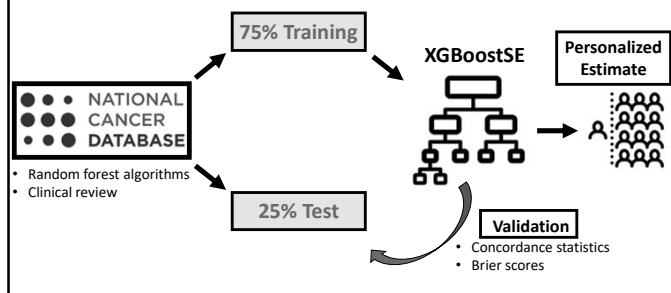 75% Training
XGBoostSE
Personalized
Estimate
NATIONAL
CANCER
DATABASE
• Random forest algorithms
• Clinical review
25% Test
Validation
• Concordance statistics
• Brier scores